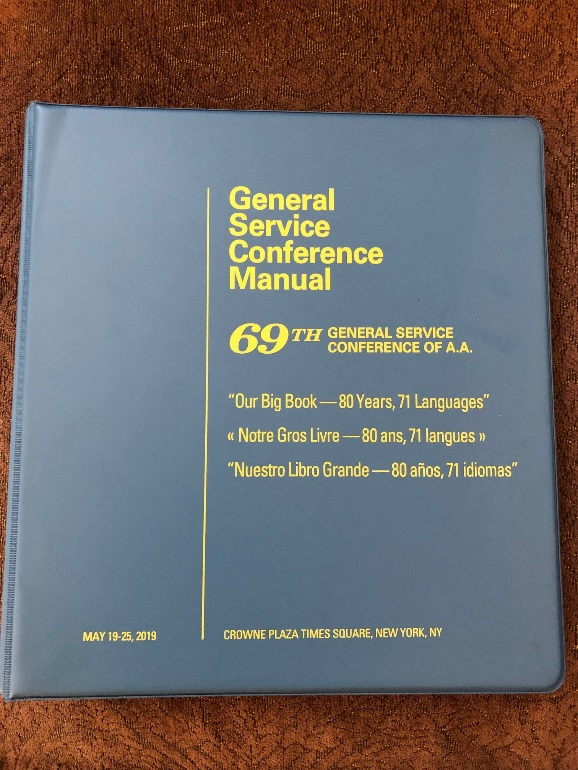 General
Service
Conference
Manual
69TH GENERAL SERVICE
CONFERENCE OF A.A.
“Our Big Book — 80 Years, 71 Languages”
« Notre Gros Livre — 80 ans, 71 langues »
“Nuestro Libro Grande — 80 años, 71 idiomas”
MAY 19-25, 2019
CROWNE PLAZA TIMES SQUARE, NEW YORK, NY